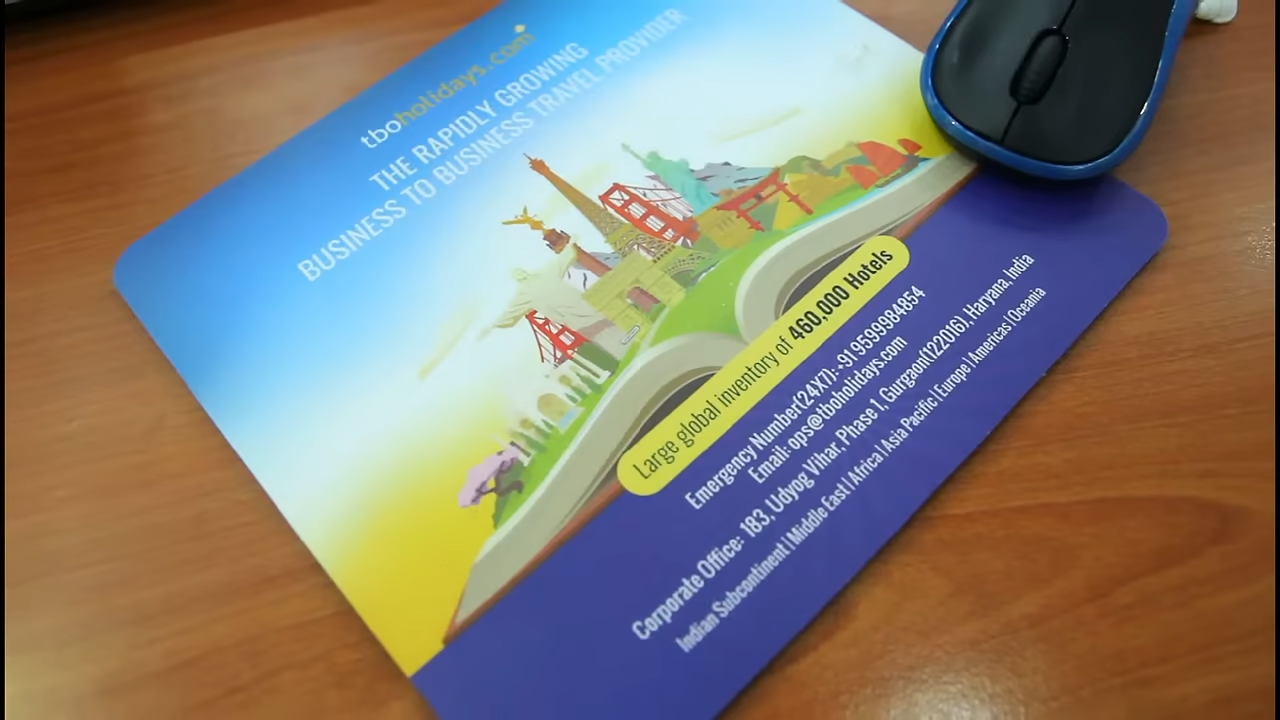 tboholidays.com
THE RAPIDLY GROWING
BUSINESS TO BUSINESS TRAVEL PROVIDER
Large global inventory of 460,000 Hotels
Emergency Number(24X7): +91 9599984854
Email: ops@tboholidays.com
Corporate Office: 183, Udyog Vihar, Phase 1, Gurgaon(122016), Haryana, India
Indian Subcontinent | Middle East | Africa | Asia Pacific | Europe | Americas | Oceania